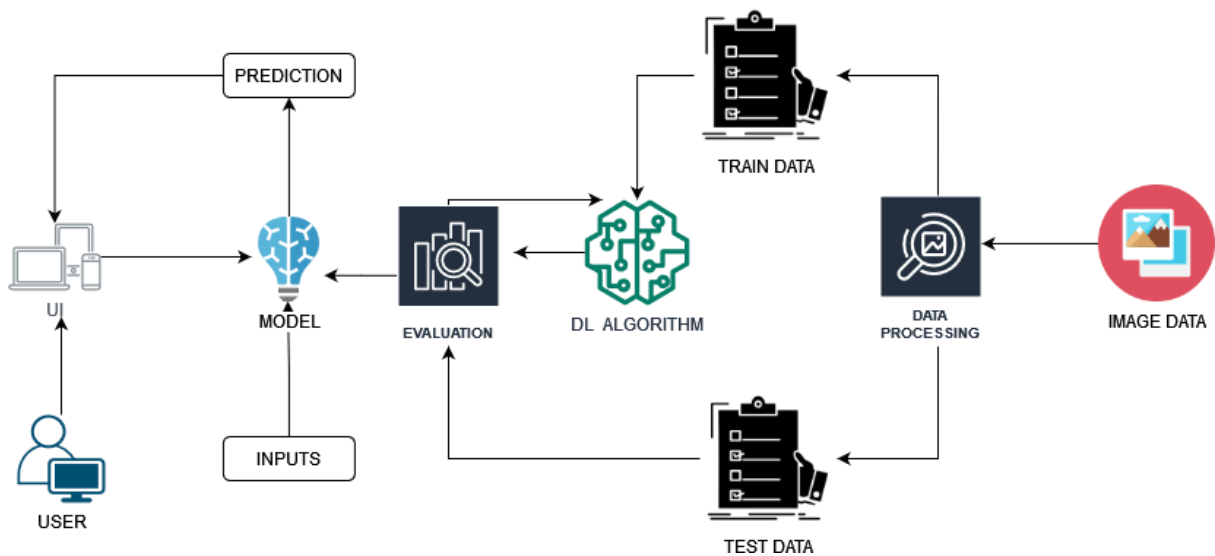 PREDICTION
TRAIN DATA
UI
MODEL
EVALUATION
DL ALGORITHM
DATA
PROCESSING
IMAGE DATA
INPUTS
USER
TEST DATA